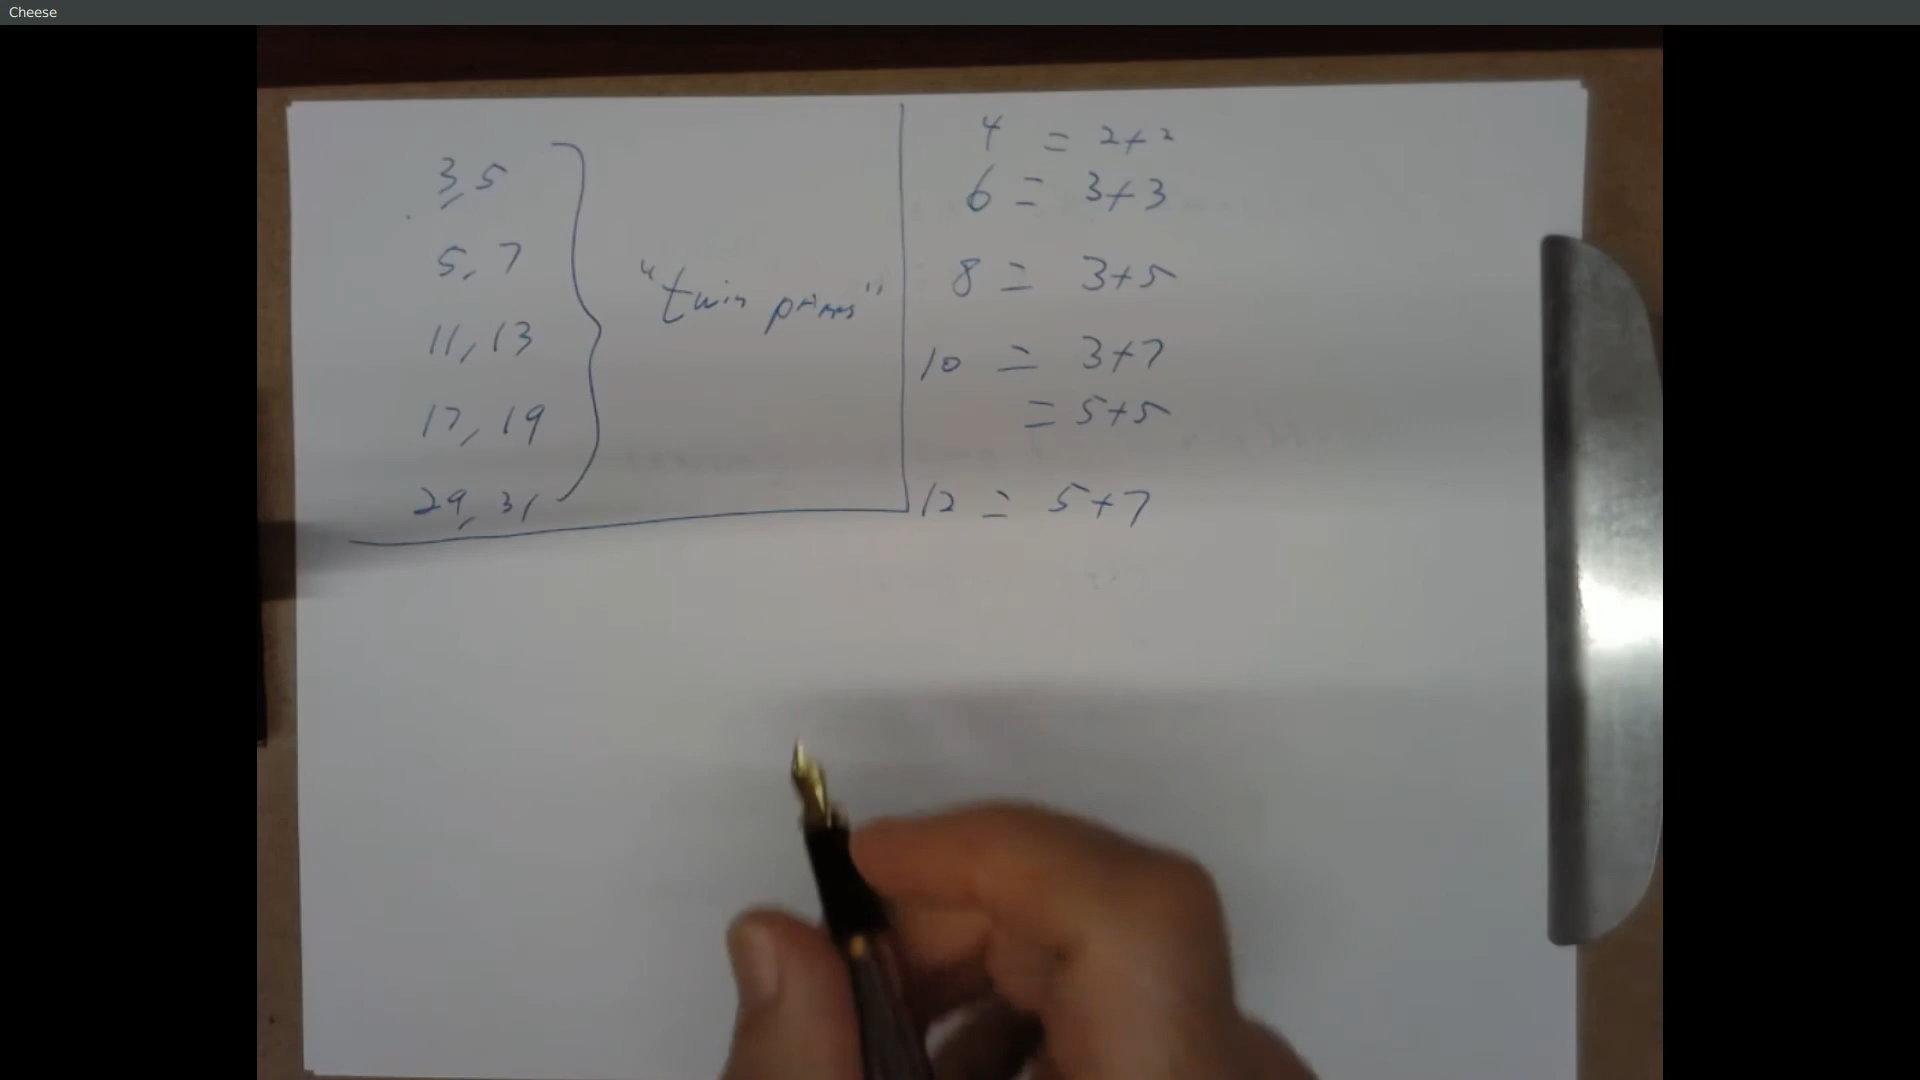 Cheese
3, 5
5, 7
11, 13
17, 19
29, 31
"twin primes"
4 = 2+2
6 = 3+3
8 = 3+5
10 = 3+7
= 5+5
12 = 5+7